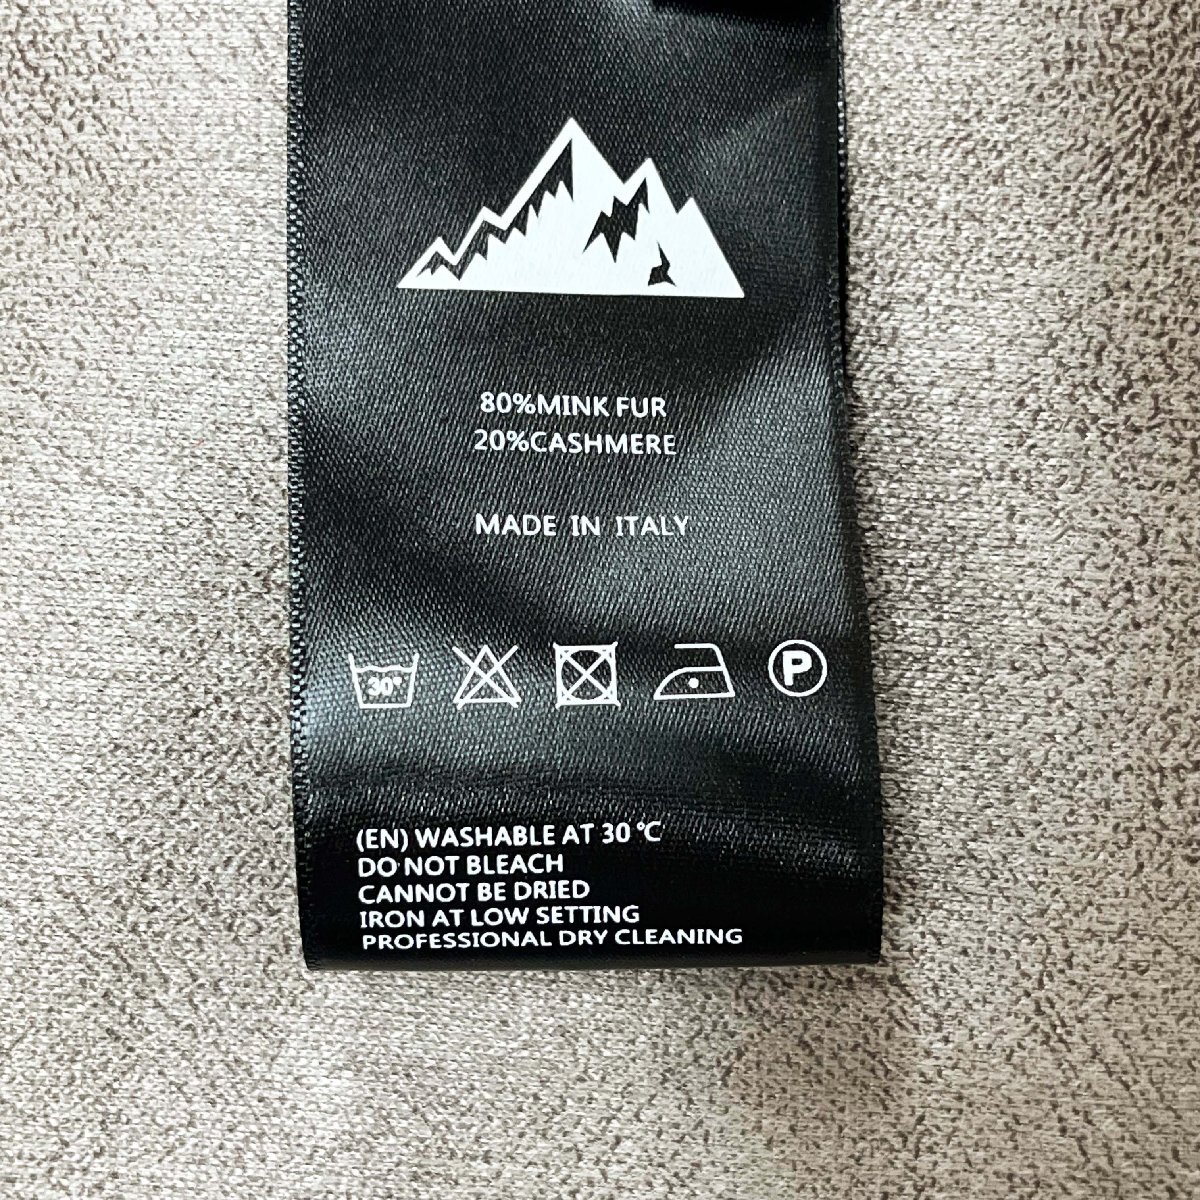 80%MINK FUR
20%CASHMERE
MADE IN ITALY
30°
P
(EN) WASHABLE AT 30 °C
DO NOT BLEACH
CANNOT BE DRIED
IRON AT LOW SETTING
PROFESSIONAL DRY CLEANING